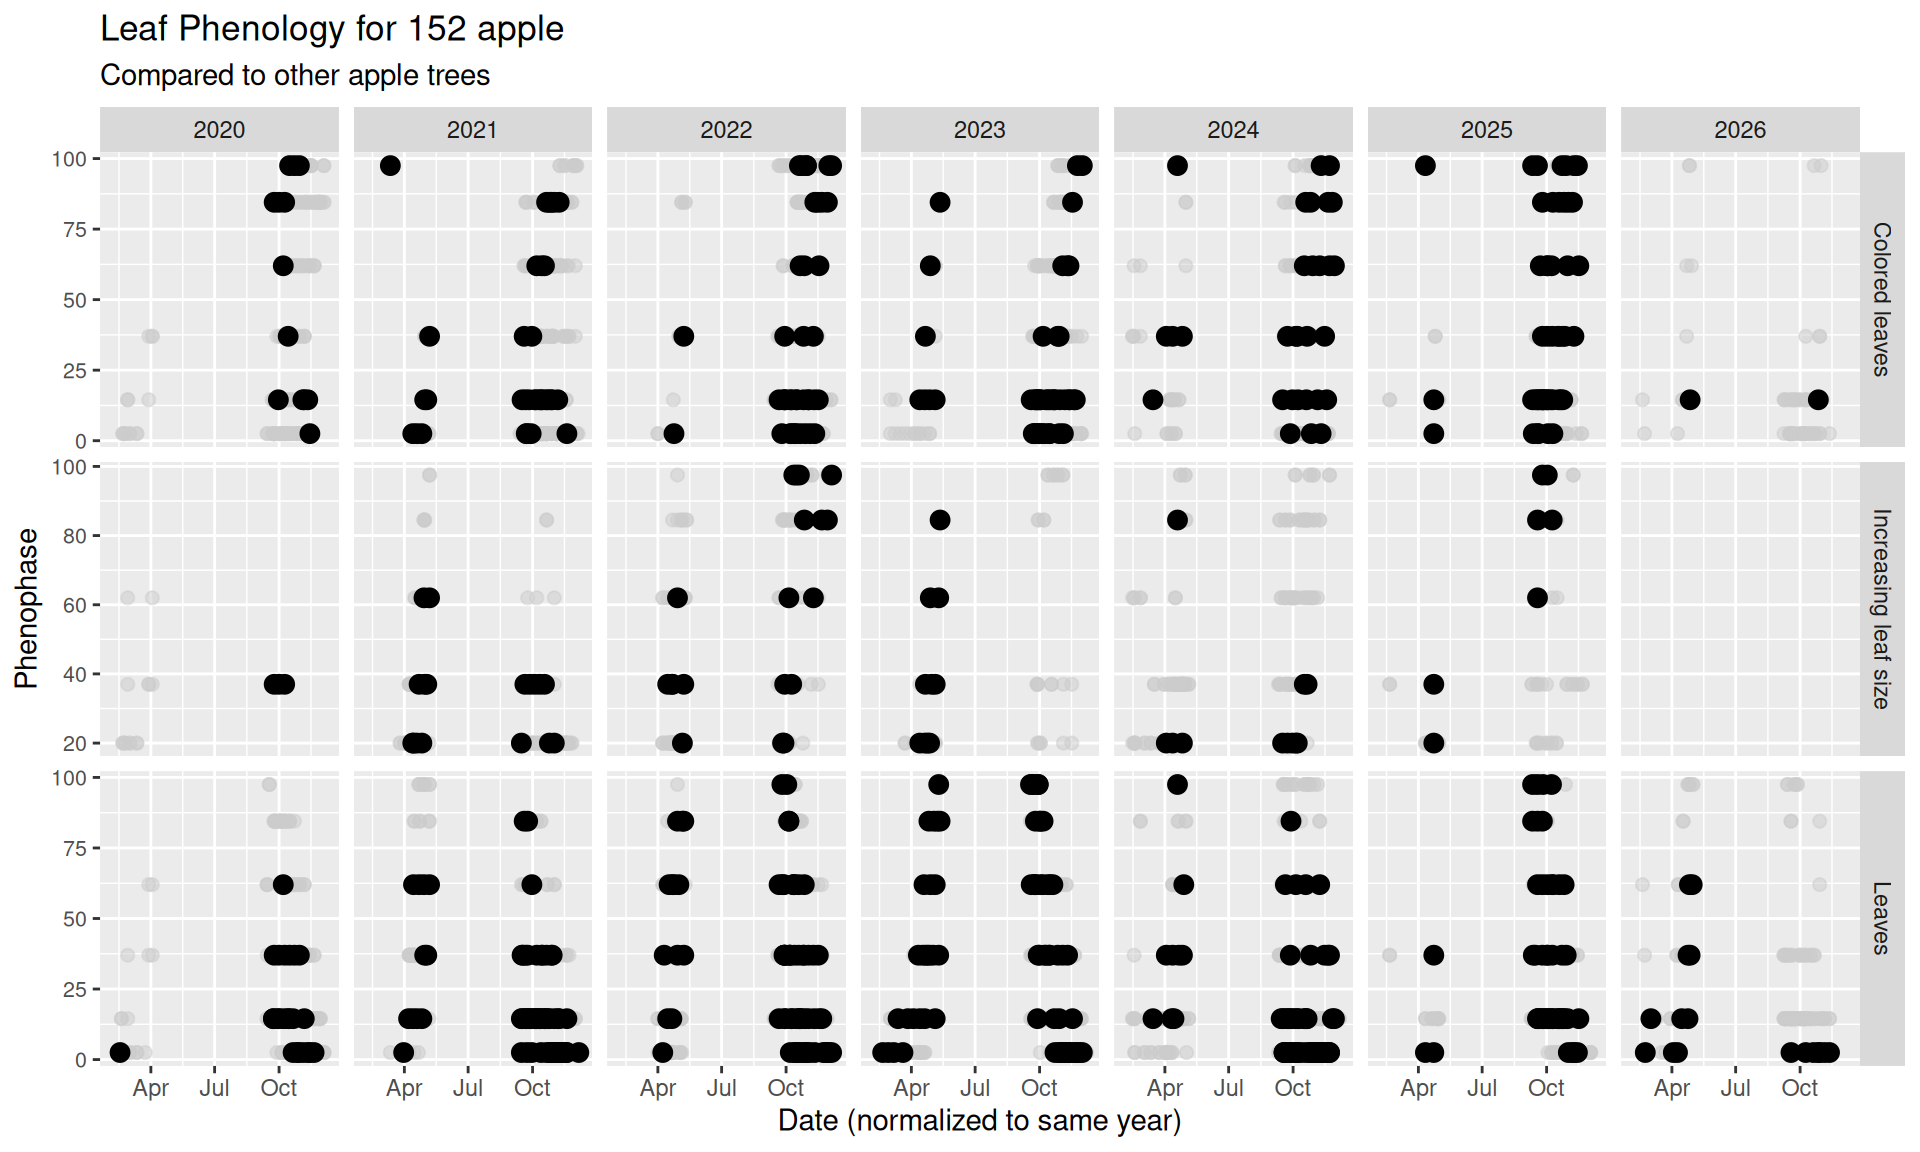 Leaf Phenology for 152 apple
Compared to other apple trees
2020 2021 2022 2023 2024 2025 2026
100
75
50
25
0
Colored leaves
100
80
60
40
20
Increasing leaf size
100
75
50
25
0
Leaves
Phenophase
Apr Jul Oct Apr Jul Oct Apr Jul Oct Apr Jul Oct Apr Jul Oct Apr Jul Oct Apr Jul Oct
Date (normalized to same year)